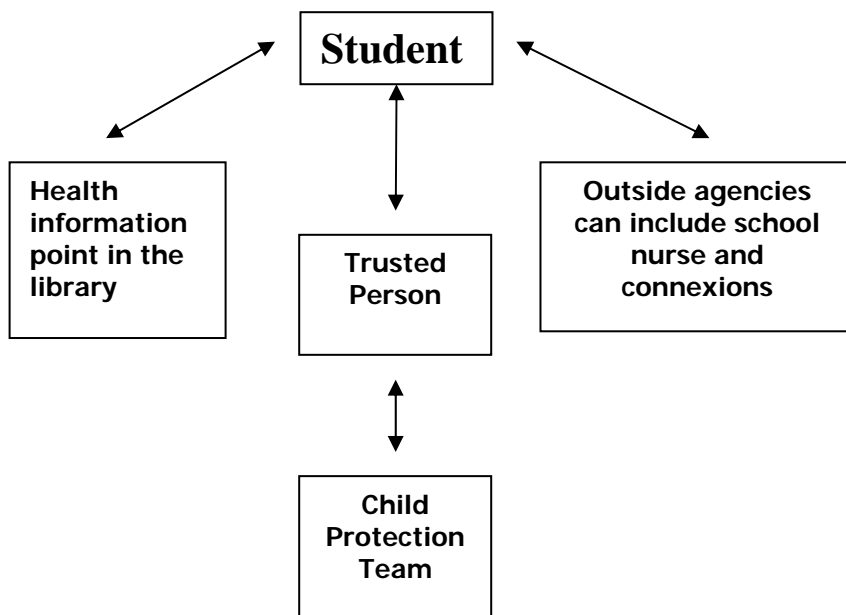 Student
Health
information
point in the
library
Trusted
Person
Outside agencies
can include school
nurse and
connexions
Child
Protection
Team